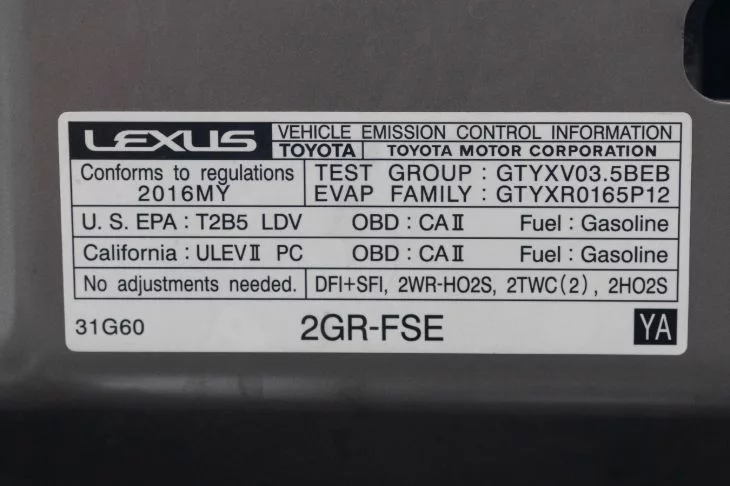 LEXUS VEHICLE EMISSION CONTROL INFORMATION
TOYOTA TOYOTA MOTOR CORPORATION
Conforms to regulations TEST GROUP : GTYXV03.5BEB
2016MY EVAP FAMILY : GTYXR0165P12
U. S. EPA : T2B5 LDV OBD : CAⅡ Fuel : Gasoline
California : ULEVⅡ PC OBD : CAⅡ Fuel : Gasoline
No adjustments needed. DFI+SFI, 2WR-HO2S, 2TWC(2), 2HO2S
31G60 2GR-FSE YA